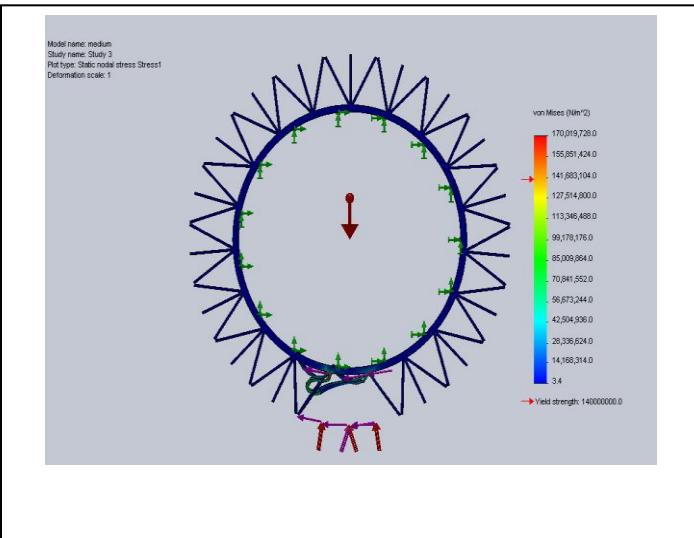 Model name: medium
Study name: Study 3
Plot type: Static nodal stress Stress1
Deformation scale: 1
von Mises (N/m^2)
170,019,728.0
155,851,424.0
141,683,104.0
127,514,800.0
113,346,488.0
99,178,176.0
85,009,864.0
70,841,552.0
56,673,244.0
42,504,936.0
28,336,624.0
14,168,314.0
3.4
Yield strength: 140000000.0